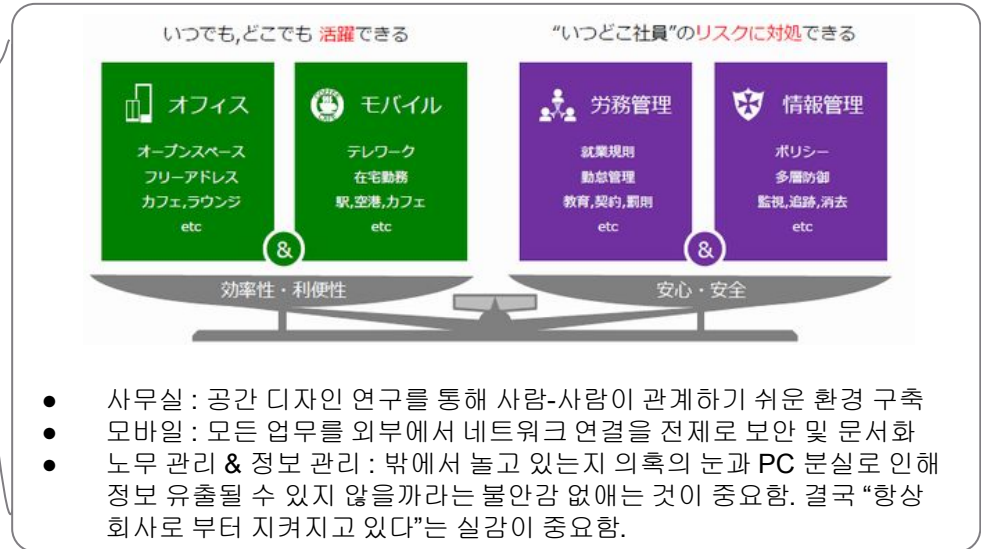 いつでも,どこでも 活躍できる
“いつどこ社員”のリスクに対処できる
オフィス
オープンスペース
フリーアドレス
カフェ,ラウンジ
etc
&
モバイル
テレワーク
在宅勤務
駅,空港,カフェ
etc
労務管理
就業規則
勤怠管理
教育,契約,罰則
etc
&
情報管理
ポリシー
多層防御
監視,追跡,消去
etc
効率性・利便性
安心・安全
● 사무실 : 공간 디자인 연구를 통해 사람-사람이 관계하기 쉬운 환경 구축
● 모바일 : 모든 업무를 외부에서 네트워크 연결을 전제로 보안 및 문서화
● 노무 관리 & 정보 관리 : 밖에서 놀고 있는지 의혹의 눈과 PC 분실로 인해
정보 유출될 수 있지 않을까라는 불안감 없애는 것이 중요함. 결국 “항상
회사로 부터 지켜지고 있다”는 실감이 중요함.